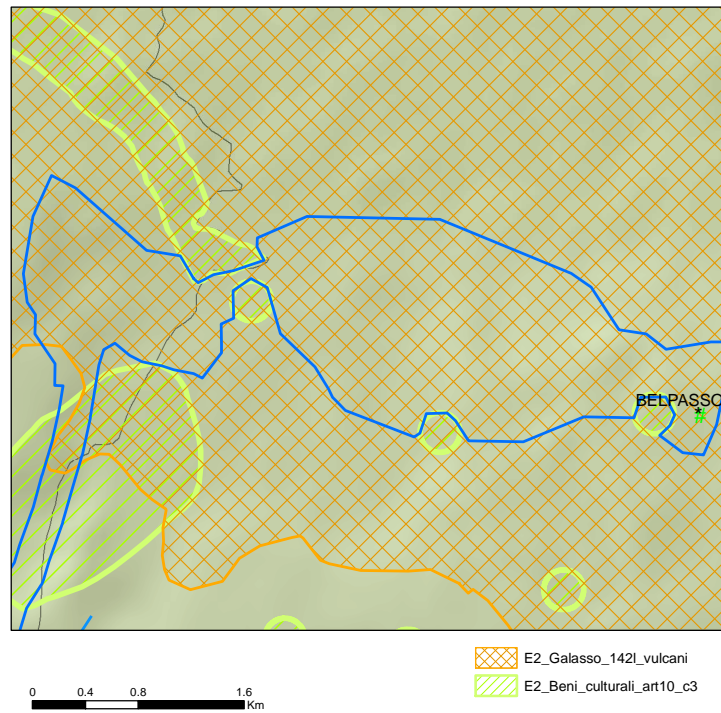 BELPASSO
*
#
E2_Galasso_142l_vulcani
E2_Beni_culturali_art10_c3
0 0.4 0.8 1.6
Km